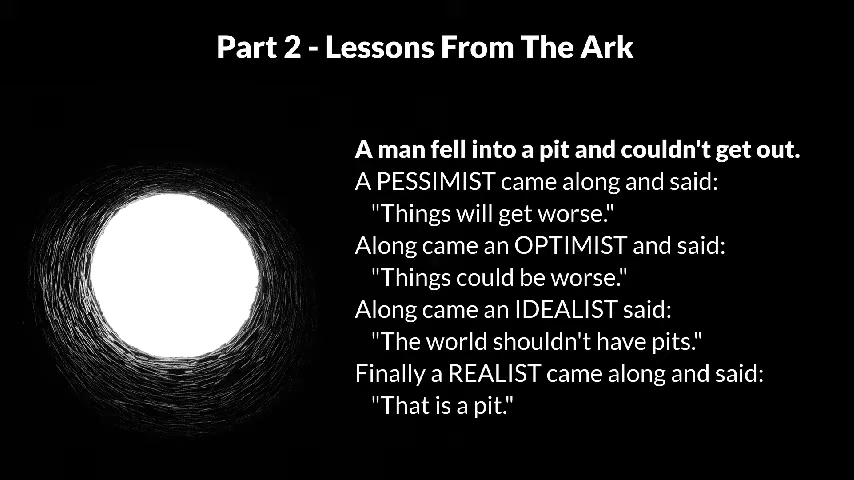 Part 2 - Lessons From The Ark
A man fell into a pit and couldn't get out.
A PESSIMIST came along and said:
"Things will get worse."
Along came an OPTIMIST and said:
"Things could be worse."
Along came an IDEALIST said:
"The world shouldn't have pits."
Finally a REALIST came along and said:
"That is a pit."